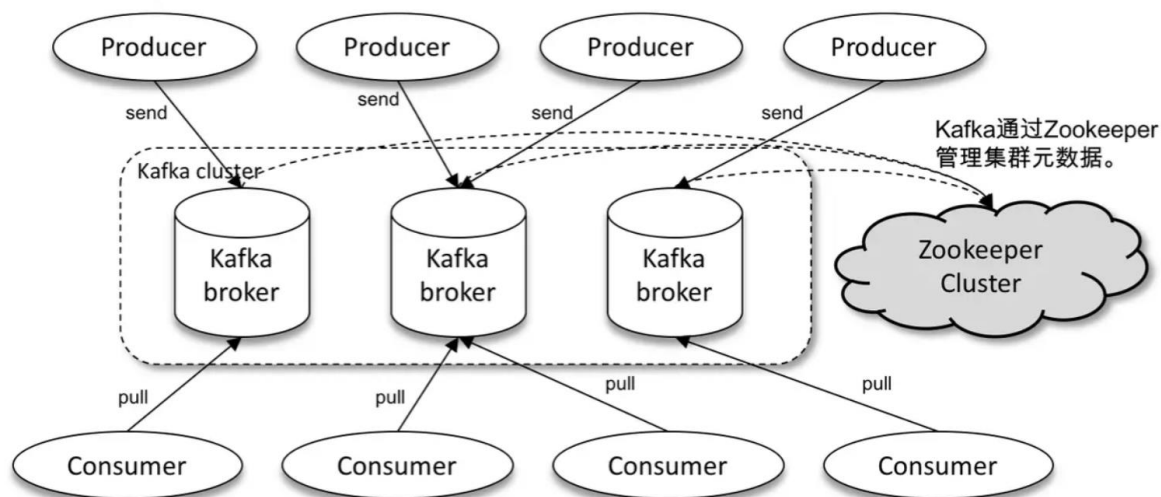 Producer
Producer
Producer
Producer
send
send
send
send
Kafka通过Zookeeper
管理集群元数据。
Kafka cluster
Kafka
broker
Kafka
broker
Kafka
broker
Zookeeper
Cluster
pull
pull
pull
pull
Consumer
Consumer
Consumer
Consumer